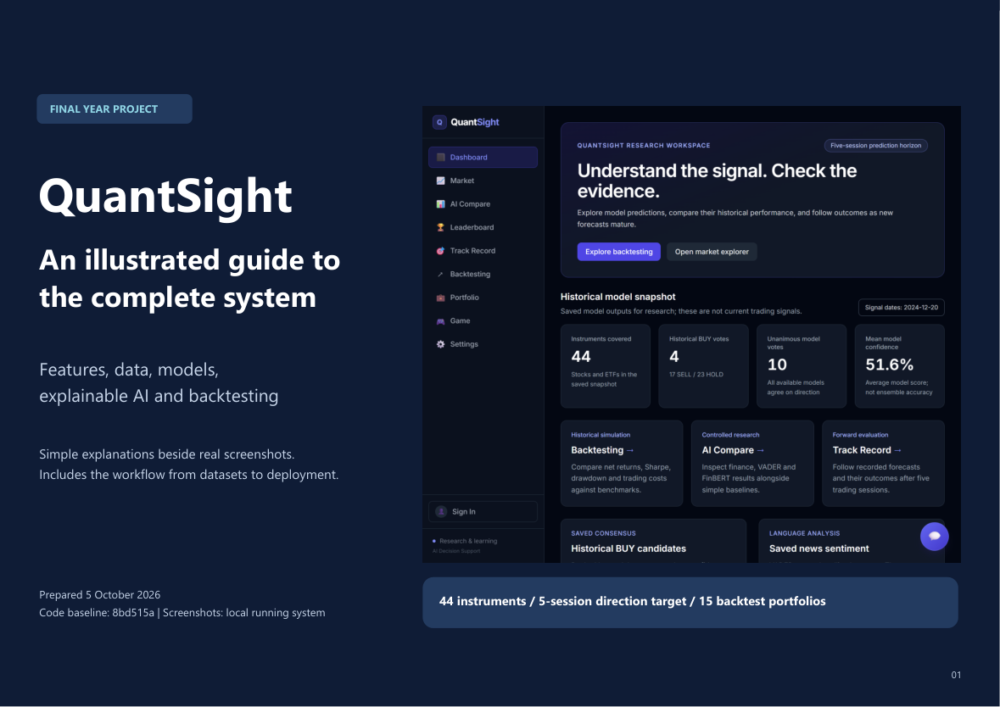 FINAL YEAR PROJECT
QuantSight
An illustrated guide to
the complete system
Features, data, models,
explainable AI and backtesting
Simple explanations beside real screenshots.
Includes the workflow from datasets to deployment.
Prepared 5 October 2026
Code baseline: 8bd515a | Screenshots: local running system
Q QuantSight
Dashboard
Market
AI Compare
Leaderboard
Track Record
Backtesting
Portfolio
Game
Settings
Sign In
Research & learning
AI Decision Support
QUANTSIGHT RESEARCH WORKSPACE
Five-session prediction horizon
Understand the signal. Check the
evidence.
Explore model predictions, compare their historical performance, and follow outcomes as new
forecasts mature.
Explore backtesting
Open market explorer
Historical model snapshot
Saved model outputs for research; these are not current trading signals.
Signal dates: 2024-12-20
Instruments covered
44
Stocks and ETFs in the
saved snapshot
Historical BUY votes
4
17 SELL / 23 HOLD
Unanimous model
votes
10
All available models
agree on direction
Mean model
confidence
51.6%
Average model score;
not ensemble accuracy
Historical simulation
Backtesting →
Compare net returns, Sharpe,
drawdown and trading costs
against benchmarks.
Controlled research
AI Compare →
Inspect finance, VADER and
FinBERT results alongside
simple baselines.
Forward evaluation
Track Record →
Follow recorded forecasts
and their outcomes after five
trading sessions.
SAVED CONSENSUS
Historical BUY candidates
LANGUAGE ANALYSIS
Saved news sentiment
44 instruments / 5-session direction target / 15 backtest portfolios
01